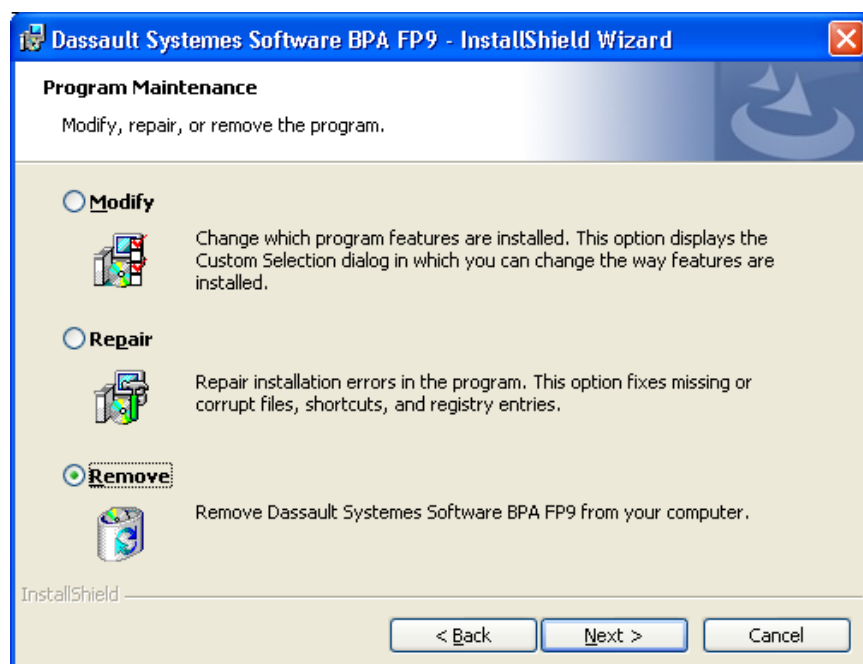 Dassault Systemes Software BPA FP9 - InstallShield Wizard
Program Maintenance
Modify, repair, or remove the program.
Modify
Change which program features are installed. This option displays the
Custom Selection dialog in which you can change the way features are
installed.
Repair
Repair installation errors in the program. This option fixes missing or
corrupt files, shortcuts, and registry entries.
Remove
Remove Dassault Systemes Software BPA FP9 from your computer.
InstallShield
< Back Next > Cancel